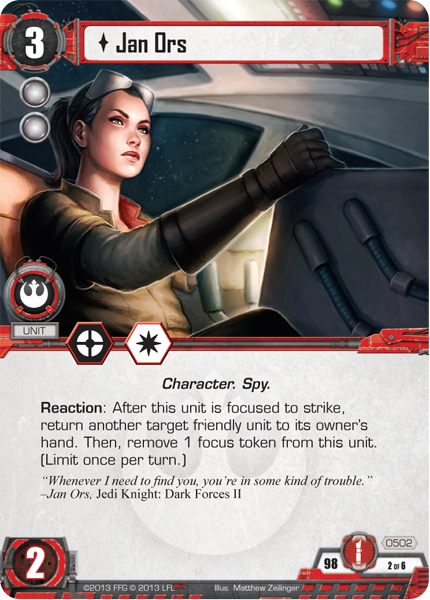 3
Jan Ors
UNIT
Character. Spy.
Reaction: After this unit is focused to strike,
return another target friendly unit to its owner's
hand. Then, remove 1 focus token from this unit.
(Limit once per turn.)
“Whenever I need to find you, you're in some kind of trouble.”
–Jan Ors, Jedi Knight: Dark Forces II
2
0502
98
2 OF 6
©2013 FFG © 2013 LFL
Illus. Matthew Zeilinger